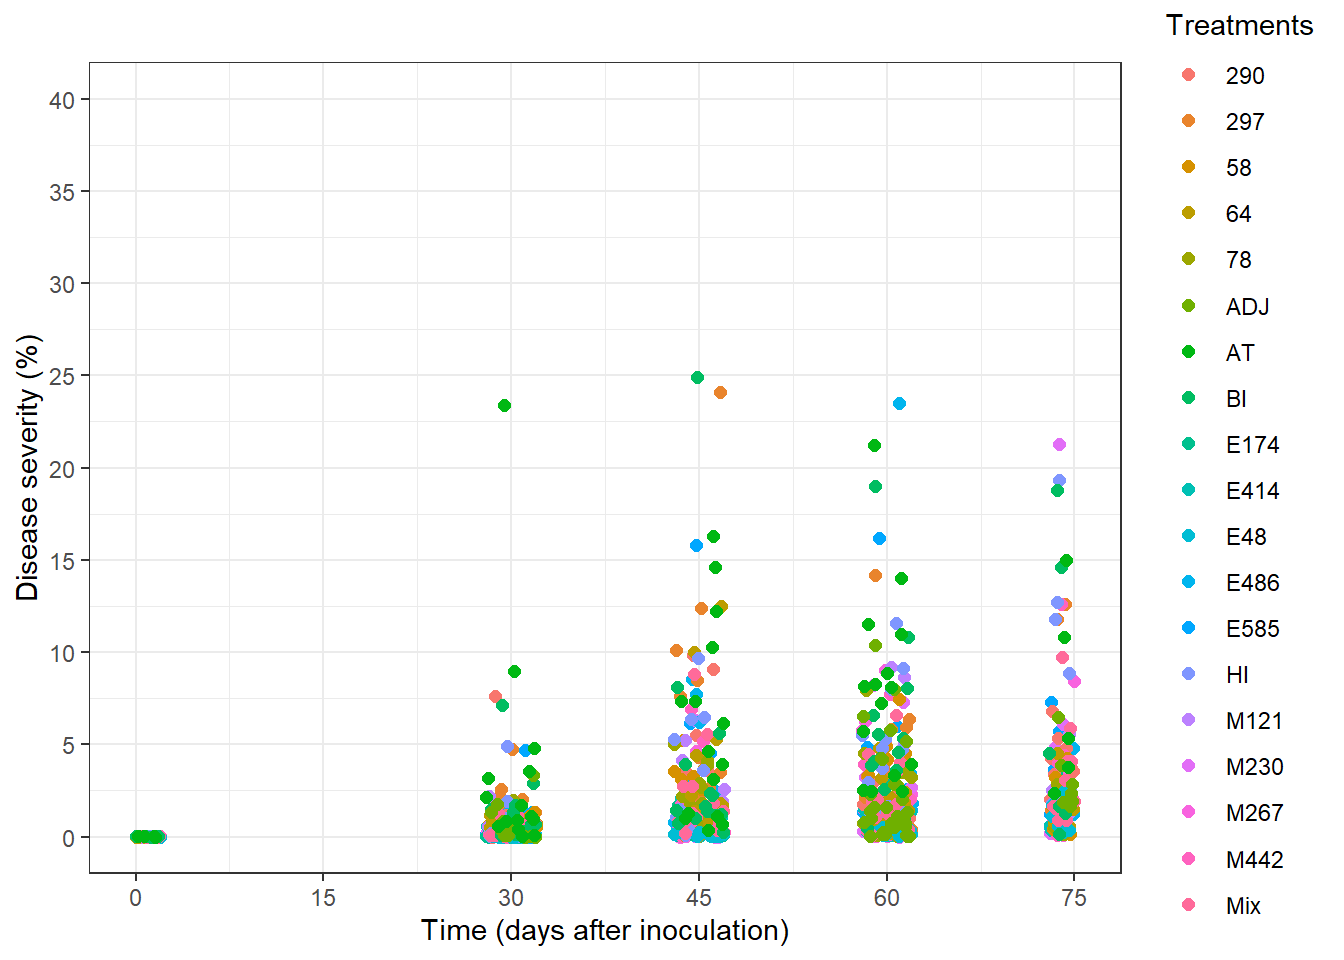 Treatments
290
297
58
64
78
ADJ
AT
BI
E174
E414
E48
E486
E585
HI
M121
M230
M267
M442
Mix
Disease severity (%)
40
35
30
25
20
15
10
5
0
0 15 30 45 60 75
Time (days after inoculation)